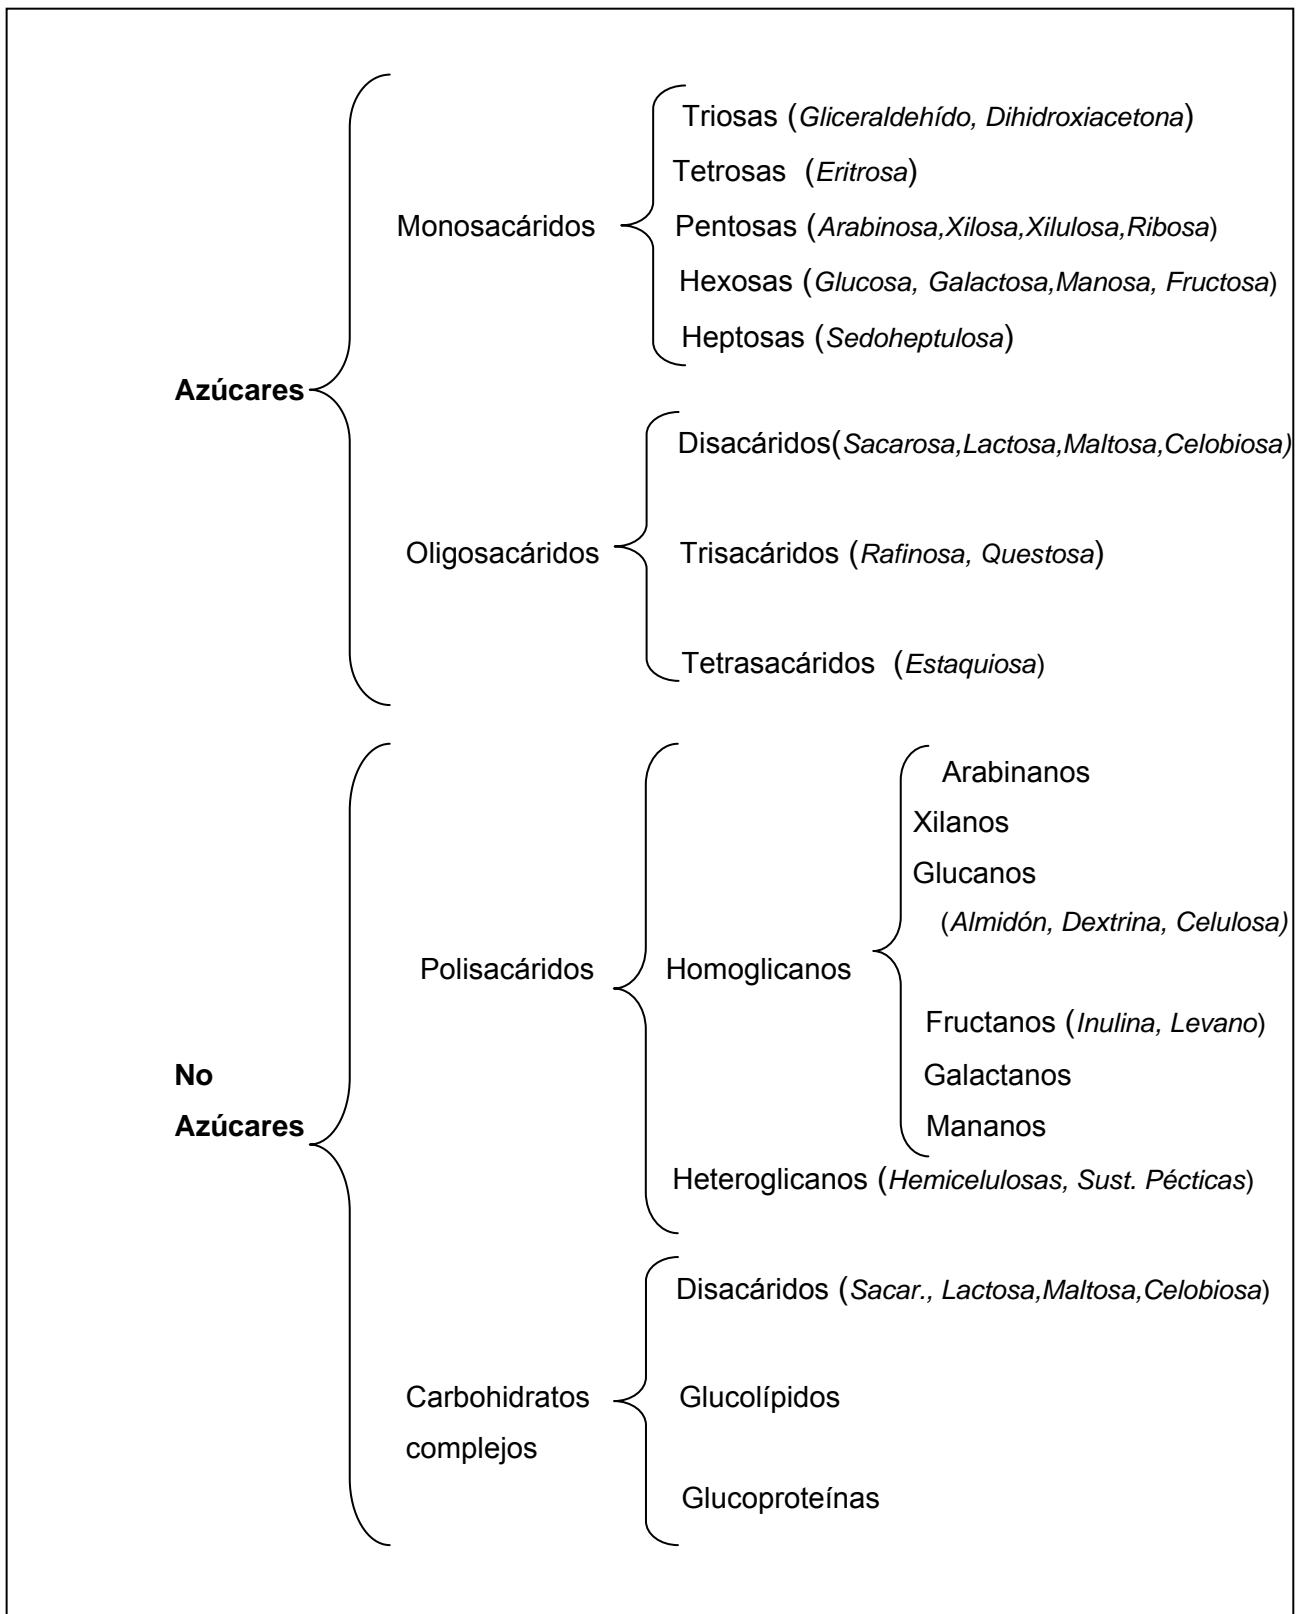 Triosas (Gliceraldehído, Dihidroxiacetona)
Tetrosas (Eritrosa)
Monosacáridos
Pentosas (Arabinosa,Xilosa,Xilulosa,Ribosa)
Hexosas (Glucosa, Galactosa,Manosa, Fructosa)
Heptosas (Sedoheptulosa)
Azúcares
Disacáridos(Sacarosa,Lactosa,Maltosa,Celobiosa)
Oligosacáridos
Trisacáridos (Rafinosa, Questosa)
Tetrasacáridos (Estaquiosa)
Arabinanos
Xilanos
Glucanos
(Almidón, Dextrina, Celulosa)
Polisacáridos
Homoglicanos
Fructanos (Inulina, Levano)
No
Azúcares
Galactanos
Mananos
Heteroglicanos (Hemicelulosas, Sust. Pécticas)
Disacáridos (Sacar., Lactosa,Maltosa,Celobiosa)
Carbohidratos
complejos
Glucolípidos
Glucoproteínas